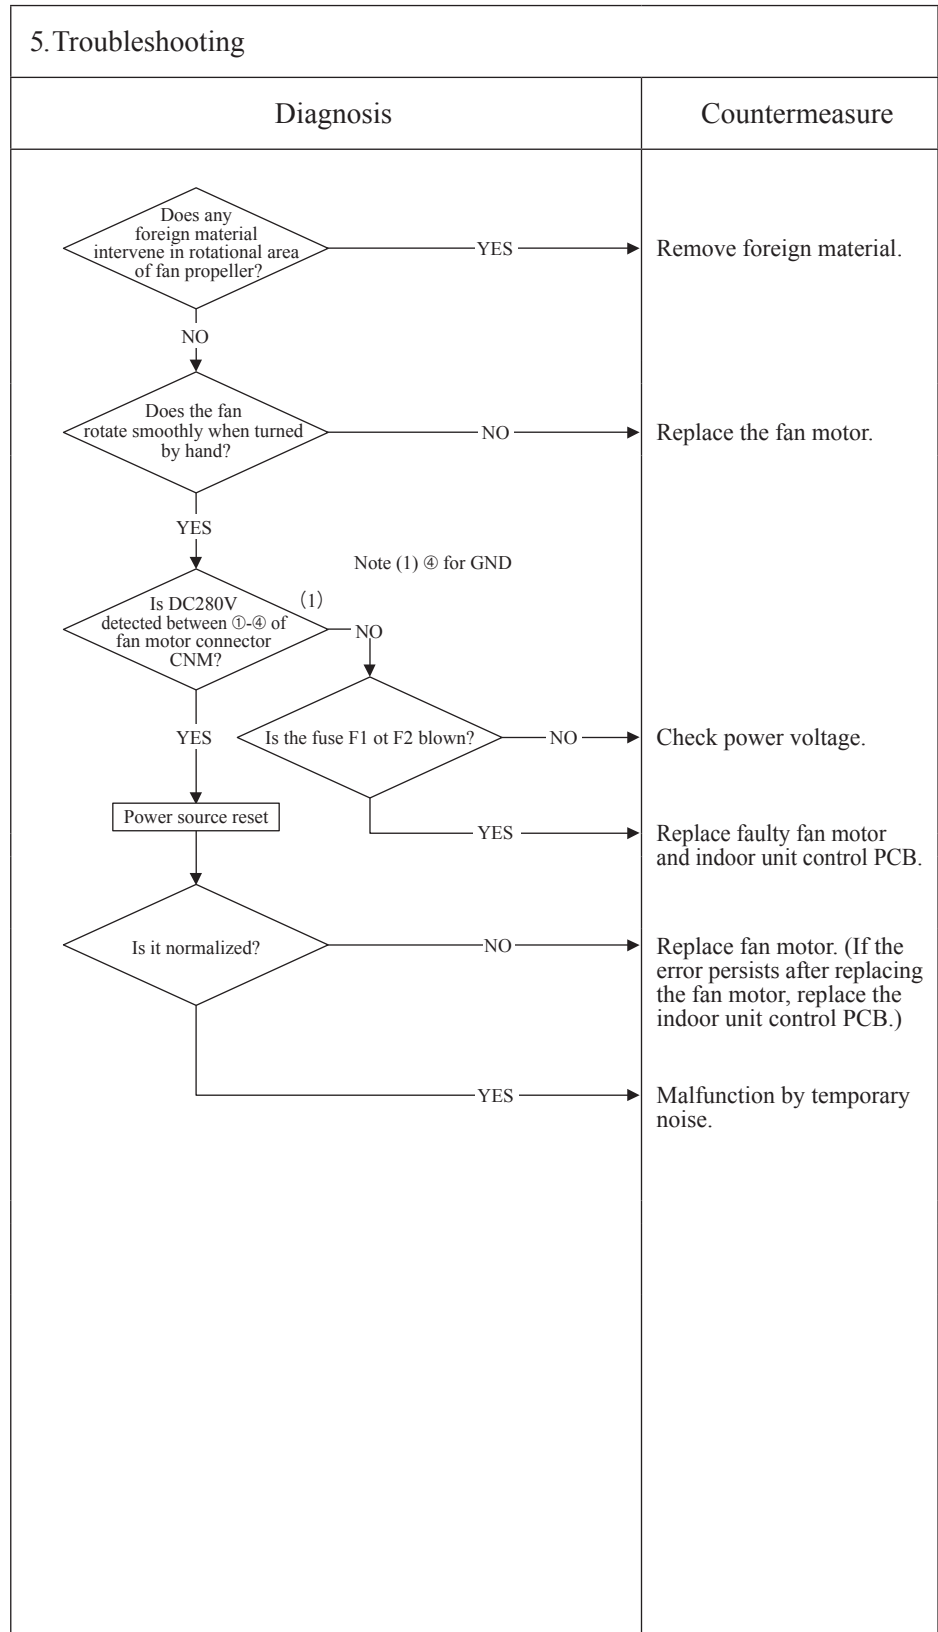 5.Troubleshooting
Diagnosis
Countermeasure
Does any
foreign material
intervene in rotational area
of fan propeller?
YES
Remove foreign material.
NO
Does the fan
rotate smoothly when turned
by hand?
NO
Replace the fan motor.
YES
Note (1) ④ for GND
Is DC280V
detected between ①-④ of
fan motor connector
CNM?
(1)
NO
YES
Is the fuse F1 ot F2 blown?
NO
Check power voltage.
Power source reset
YES
Replace faulty fan motor
and indoor unit control PCB.
Is it normalized?
NO
Replace fan motor. (If the
error persists after replacing
the fan motor, replace the
indoor unit control PCB.)
YES
Malfunction by temporary
noise.